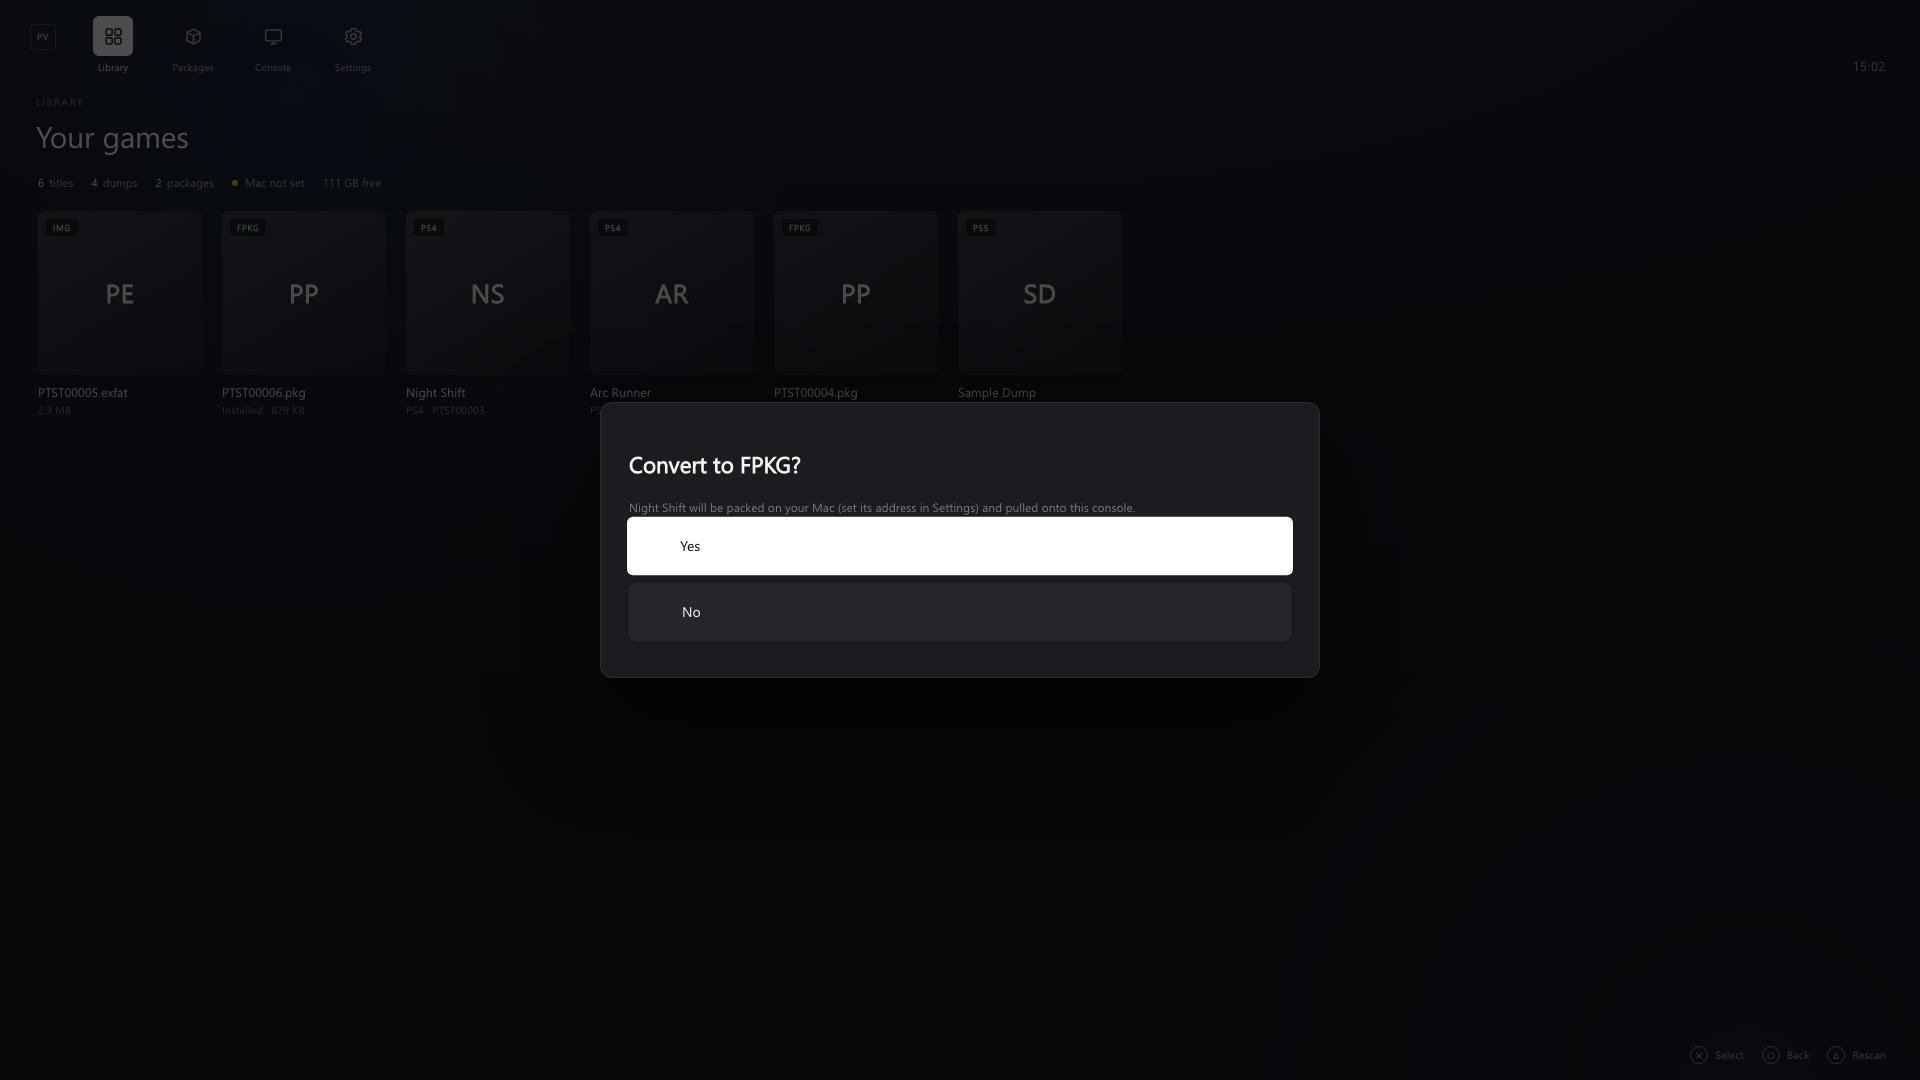 PV
Library
Packages
Console
Settings
15:02
LIBRARY
Your games
6 titles 4 dumps 2 packages Mac not set 111 GB free
IMG
FPKG
PS4
PS4
FPKG
PS5
PE
PP
NS
AR
PP
SD
PTST00005.exfat
PTST00006.pkg
Night Shift
Arc Runner
PTST00004.pkg
Sample Dump
2.3 MB
Installed · 879 KB
PS4 · PTST00003
PS
Convert to FPKG?
Night Shift will be packed on your Mac (set its address in Settings) and pulled onto this console.
Yes
No
Select
Back
Rescan